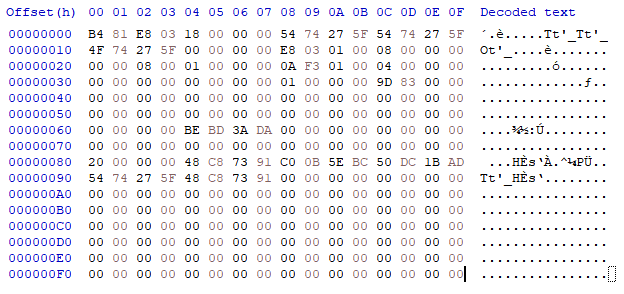 Offset(h) 00 01 02 03 04 05 06 07 08 09 0A 0B 0C 0D 0E 0F Decoded text
00000000 B4 81 E8 03 18 00 00 00 54 74 27 5F 54 74 27 5F ´.è.....Tt'_Tt'_
00000010 4F 74 27 5F 00 00 00 00 E8 03 01 00 08 00 00 00 Ot'_....è.......
00000020 00 00 08 00 01 00 00 00 0A F3 01 00 04 00 00 00 .........ó......
00000030 00 00 00 00 00 00 00 00 01 00 00 00 9D 83 00 00 .............ƒ..
00000040 00 00 00 00 00 00 00 00 00 00 00 00 00 00 00 00 ................
00000050 00 00 00 00 00 00 00 00 00 00 00 00 00 00 00 00 ................
00000060 00 00 00 00 BE BD 3A DA 00 00 00 00 00 00 00 00 ....¾½:Ú........
00000070 00 00 00 00 00 00 00 00 00 00 00 00 00 00 00 00 ................
00000080 20 00 00 00 48 C8 73 91 C0 0B 5E BC 50 DC 1B AD  ...HÈs‘À.^¼PÜ..
00000090 54 74 27 5F 48 C8 73 91 00 00 00 00 00 00 00 00 Tt'_HÈs‘........
000000A0 00 00 00 00 00 00 00 00 00 00 00 00 00 00 00 00 ................
000000B0 00 00 00 00 00 00 00 00 00 00 00 00 00 00 00 00 ................
000000C0 00 00 00 00 00 00 00 00 00 00 00 00 00 00 00 00 ................
000000D0 00 00 00 00 00 00 00 00 00 00 00 00 00 00 00 00 ................
000000E0 00 00 00 00 00 00 00 00 00 00 00 00 00 00 00 00 ................
000000F0 00 00 00 00 00 00 00 00 00 00 00 00 00 00 00 00 ................